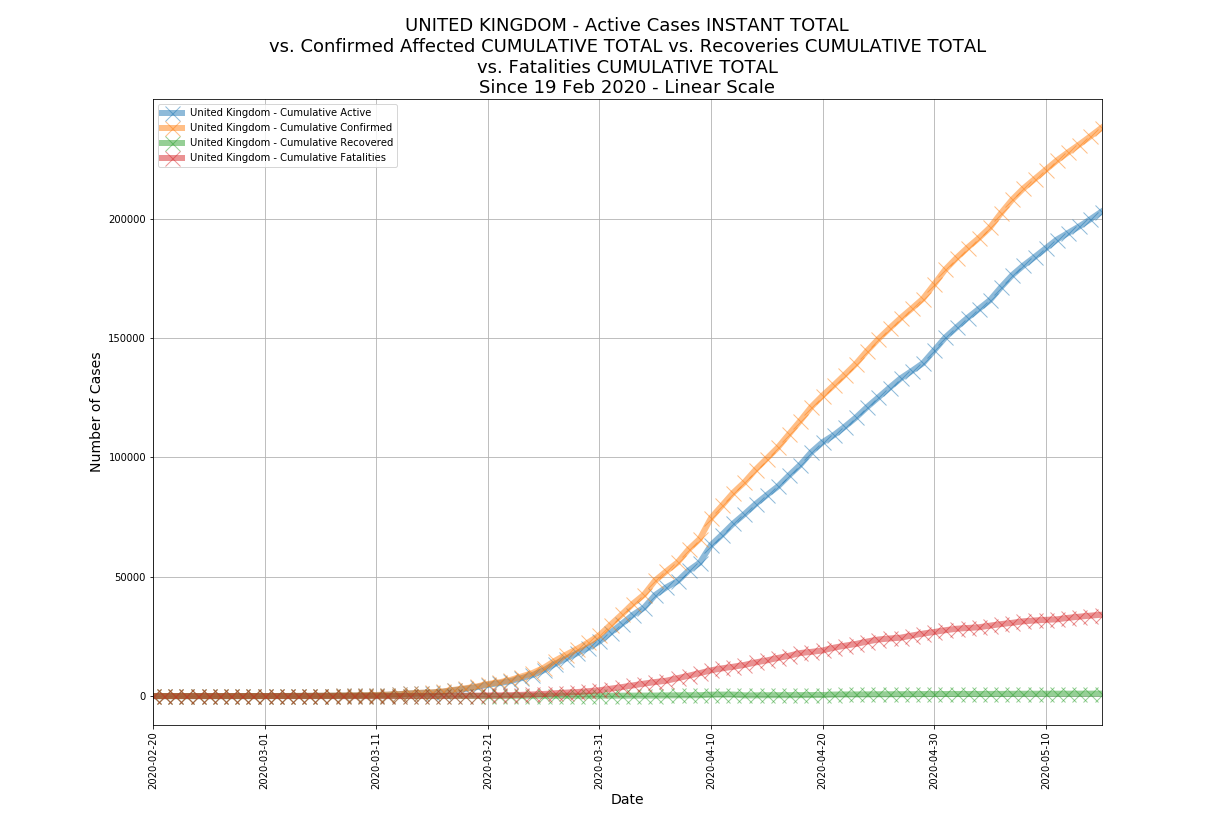 UNITED KINGDOM - Active Cases INSTANT TOTAL
vs. Confirmed Affected CUMULATIVE TOTAL vs. Recoveries CUMULATIVE TOTAL
vs. Fatalities CUMULATIVE TOTAL
Since 19 Feb 2020 - Linear Scale
United Kingdom - Cumulative Active
United Kingdom - Cumulative Confirmed
United Kingdom - Cumulative Recovered
United Kingdom - Cumulative Fatalities
Number of Cases
200000
150000
100000
50000
0
2020-02-20
2020-03-01
2020-03-11
2020-03-21
2020-03-31
2020-04-10
2020-04-20
2020-04-30
2020-05-10
Date